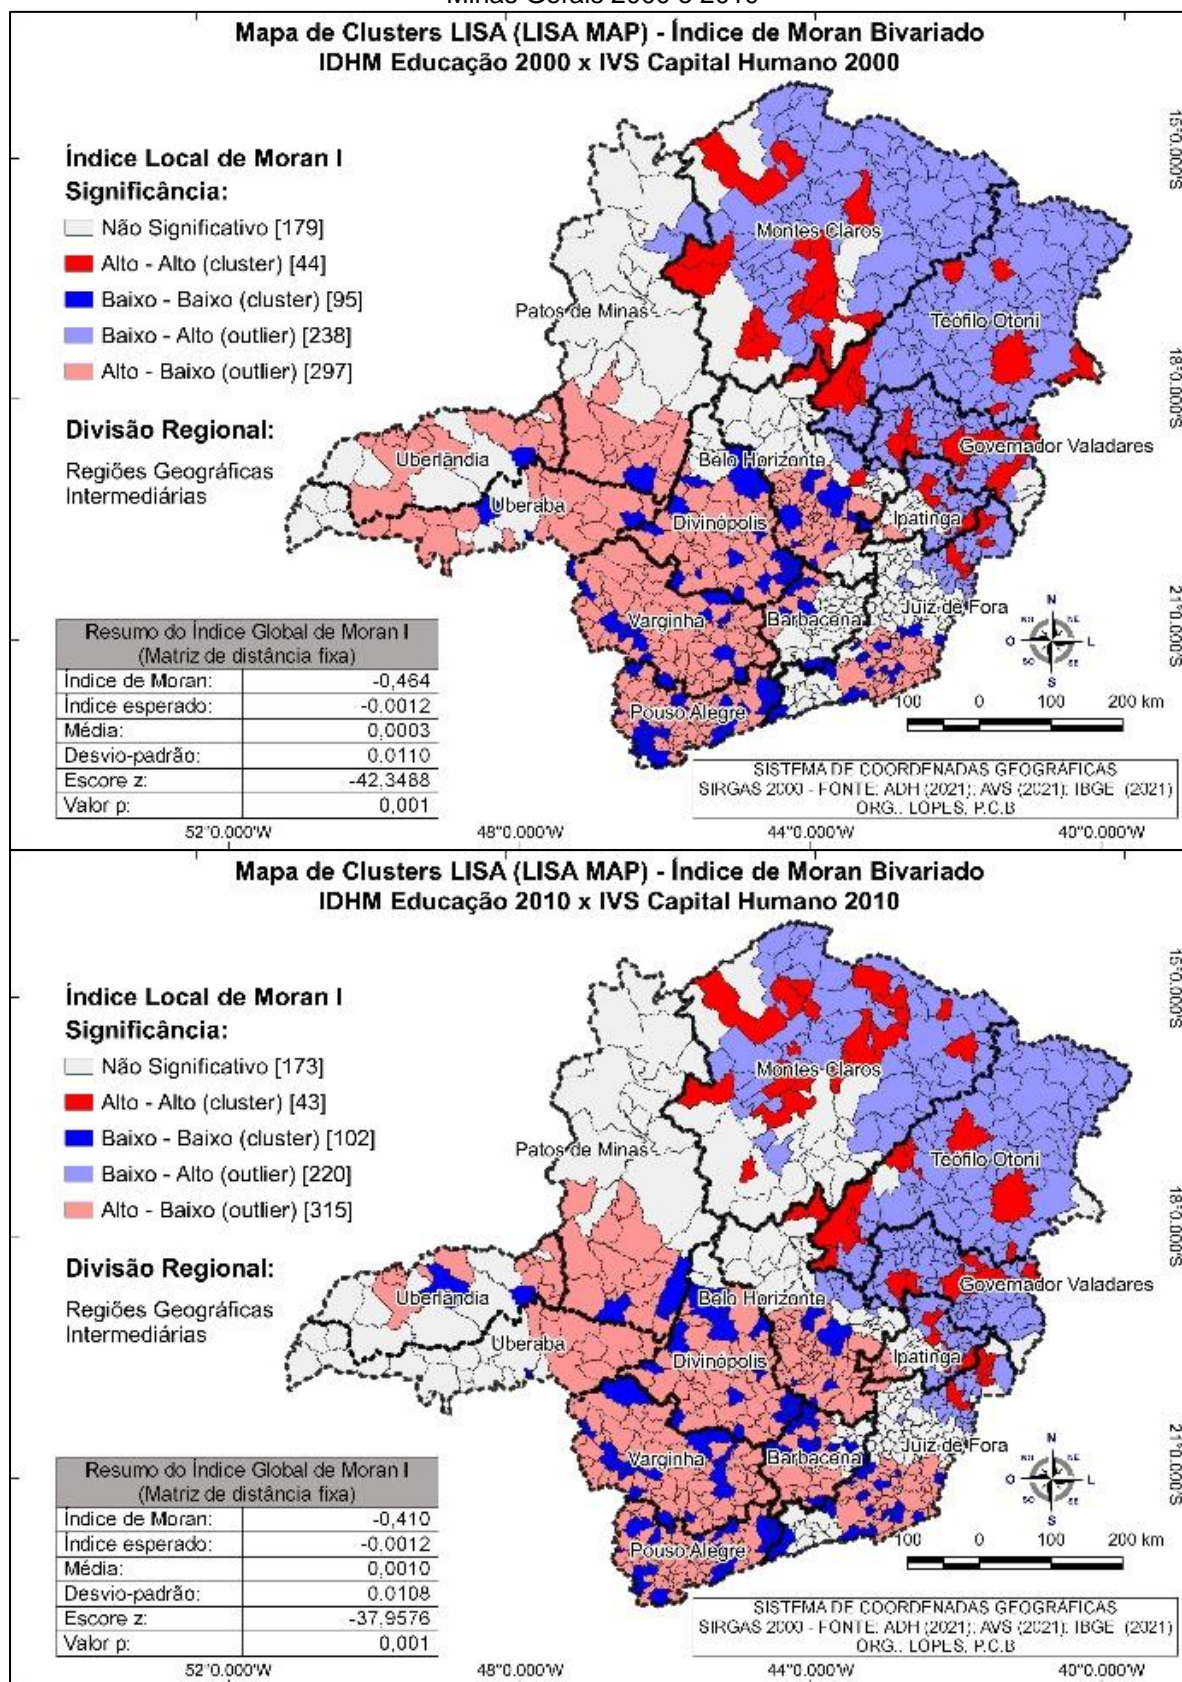 Minas Gerais 2000 e 2010
Mapa de Clusters LISA (LISA MAP) - Índice de Moran Bivariado
IDHM Educação 2000 x IVS Capital Humano 2000
Índice Local de Moran I
Significância:
Não Significativo [179]
Alto - Alto (cluster) [44]
Baixo - Baixo (cluster) [95]
Baixo - Alto (outlier) [238]
Alto - Baixo (outlier) [297]
Divisão Regional:
Regiões Geográficas
Intermediárias
Montes Claros
Patos de Minas
Teófilo Otoni
Uberlândia
Belo Horizonte
Governador Valadares
Uberaba
Divinópolis
Ipatinga
Varginha
Barbacena
Juiz de Fora
Pouso Alegre
15°0.000'S
18°0.000'S
21°0.000'S
N
NO
NE
O
L
SO
SE
S
100 0 100 200 km
Resumo do Índice Global de Moran I
(Matriz de distância fixa)
Índice de Moran: -0,464
Índice esperado: -0,0012
Média: 0,0003
Desvio-padrão: 0.0110
Escore z: -42,3488
Valor p: 0,001
SISTEMA DE COORDENADAS GEOGRÁFICAS
SIRGAS 2000 - FONTE: ADH (2021); AVS (2021); IBGE (2021)
ORG.: LOPES, P.C.B
52°0.000'W 48°0.000'W 44°0.000'W 40°0.000'W
Mapa de Clusters LISA (LISA MAP) - Índice de Moran Bivariado
IDHM Educação 2010 x IVS Capital Humano 2010
Índice Local de Moran I
Significância:
Não Significativo [173]
Alto - Alto (cluster) [43]
Baixo - Baixo (cluster) [102]
Baixo - Alto (outlier) [220]
Alto - Baixo (outlier) [315]
Divisão Regional:
Regiões Geográficas
Intermediárias
Montes Claros
Patos de Minas
Teófilo Otoni
Uberlândia
Belo Horizonte
Governador Valadares
Uberaba
Divinópolis
Ipatinga
Varginha
Barbacena
Juiz de Fora
Pouso Alegre
15°0.000'S
18°0.000'S
21°0.000'S
N
NO
NE
O
L
SO
SE
S
100 0 100 200 km
Resumo do Índice Global de Moran I
(Matriz de distância fixa)
Índice de Moran: -0,410
Índice esperado: -0.0012
Média: 0,0010
Desvio-padrão: 0.0108
Escore z: -37,9576
Valor p: 0,001
SISTEMA DE COORDENADAS GEOGRÁFICAS
SIRGAS 2000 - FONTE: ADH (2021); AVS (2021); IBGE (2021)
ORG.: LOPES, P.C.B
52°0.000'W 48°0.000'W 44°0.000'W 40°0.000'W